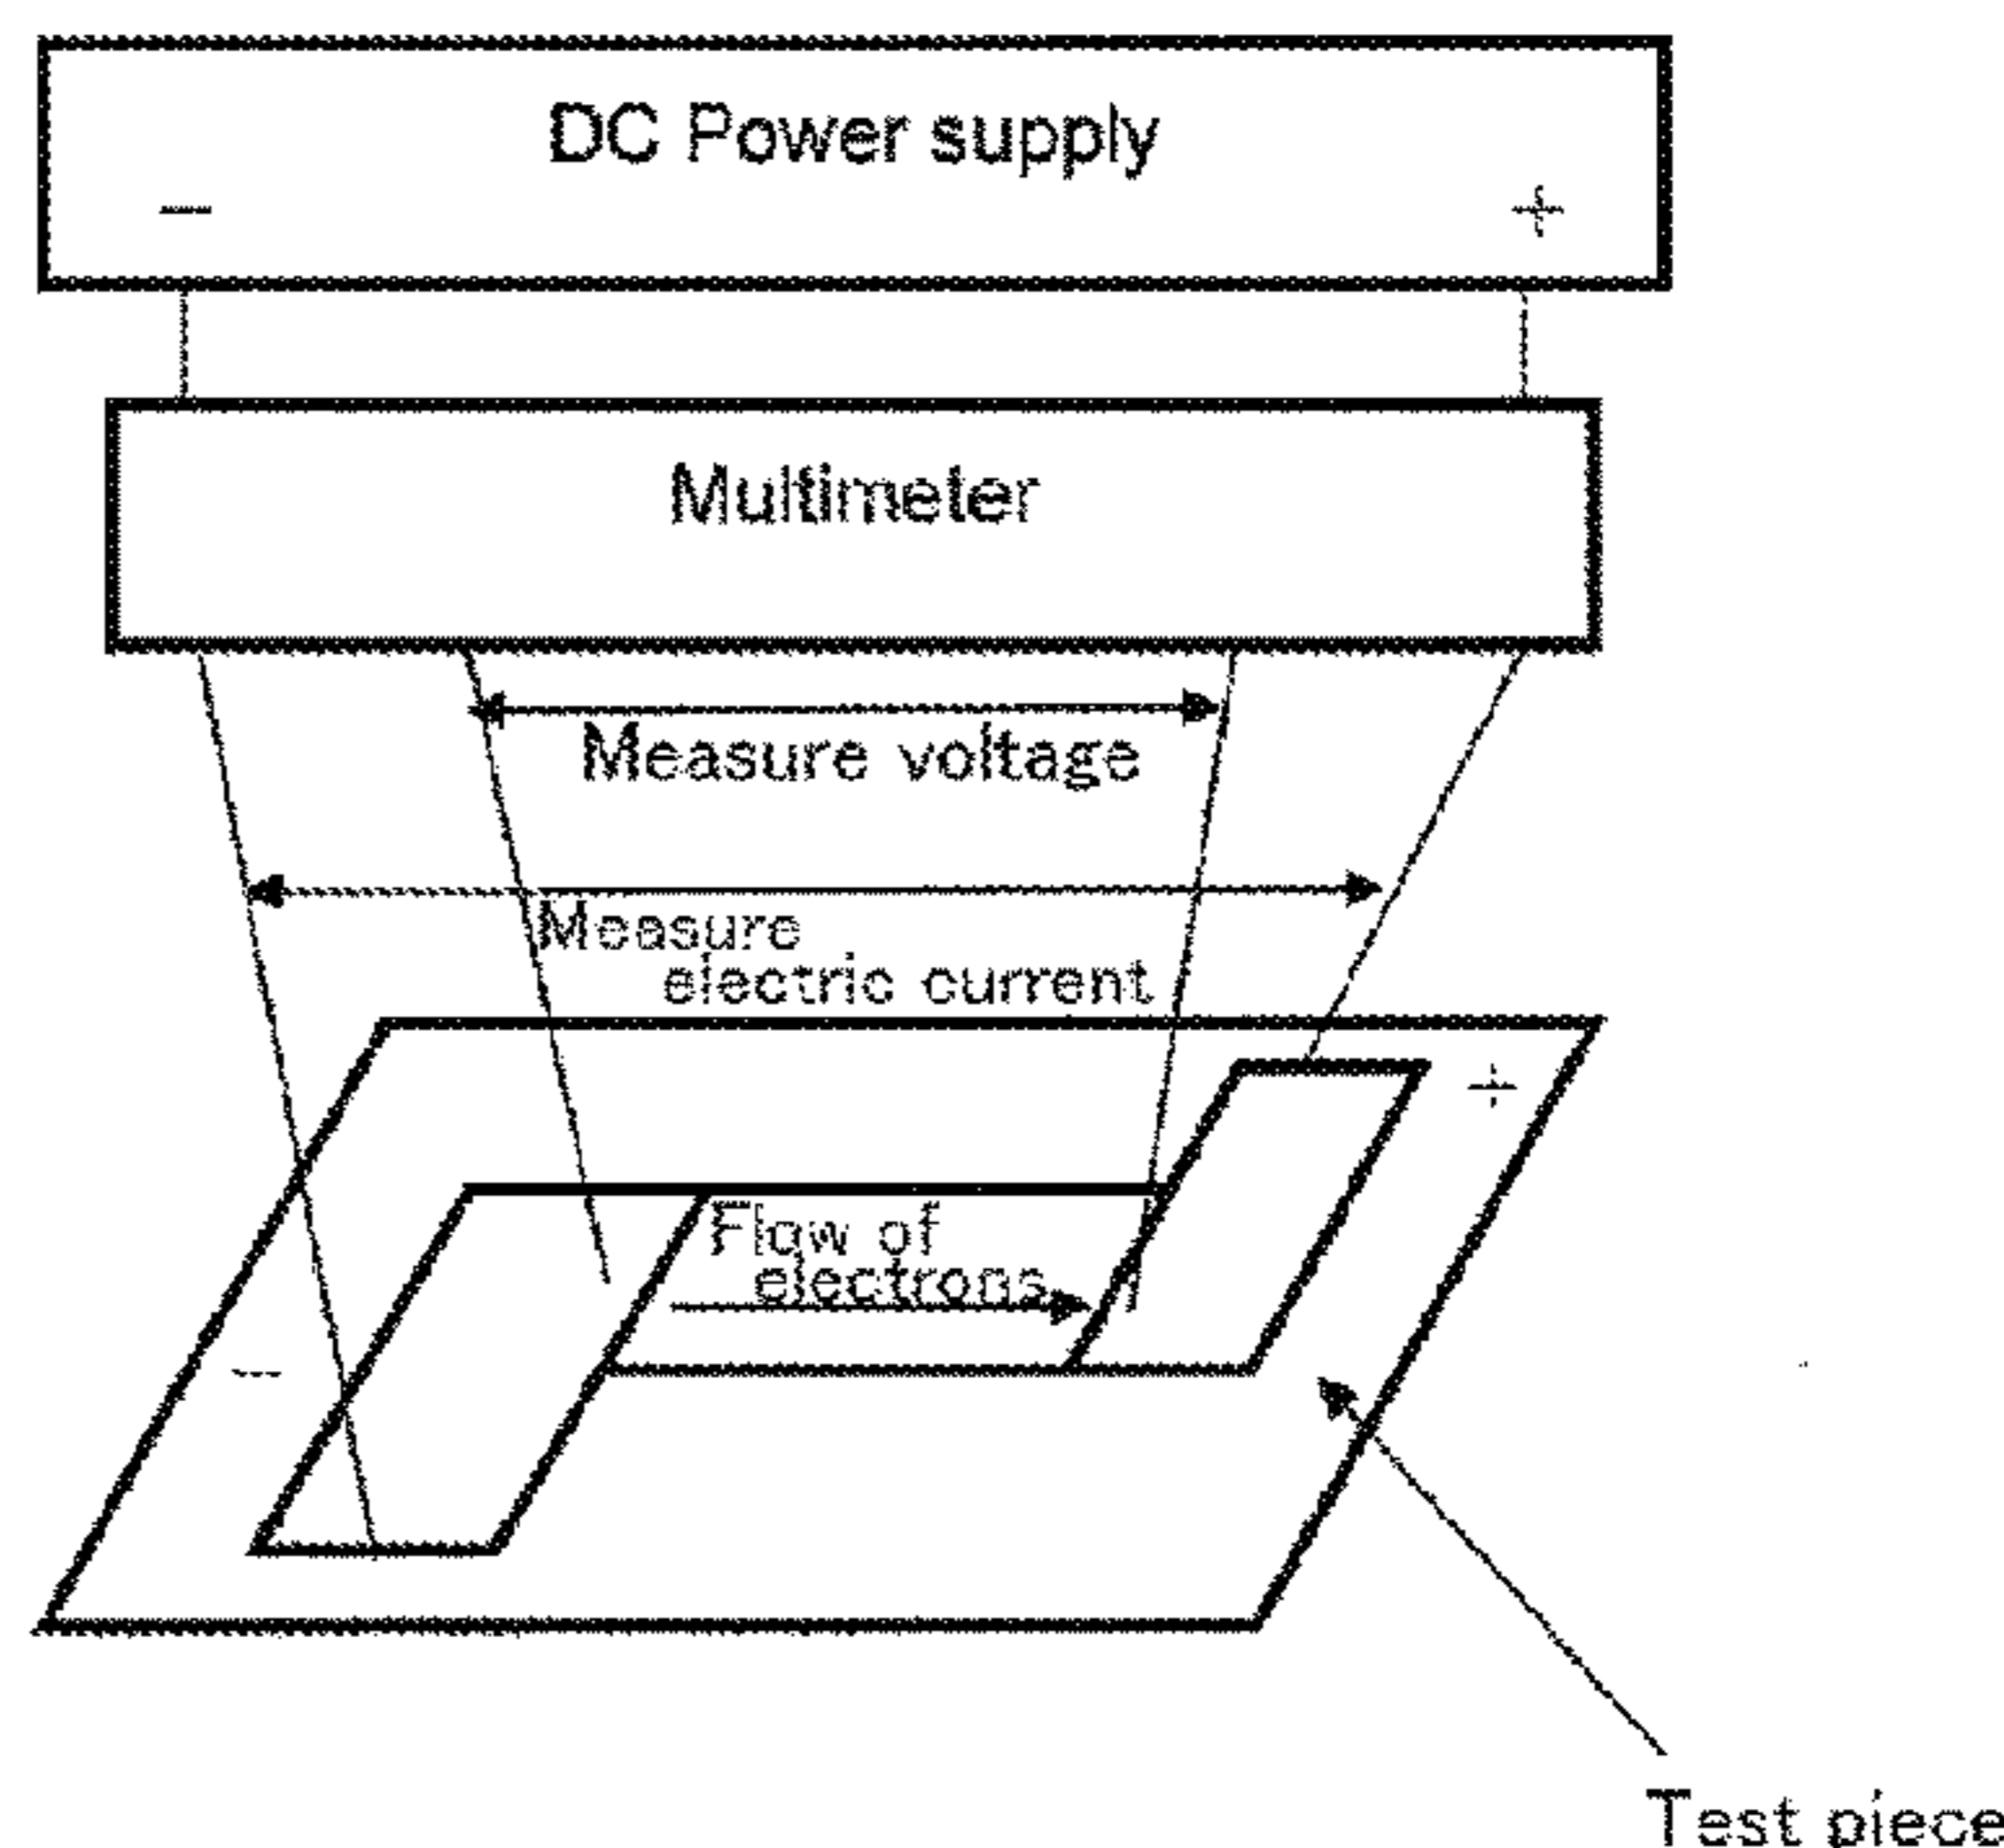 DC Power supply
− +
Multimeter
Measure voltage
Measure
electric current
+
Flow of
electrons
−
Test piece